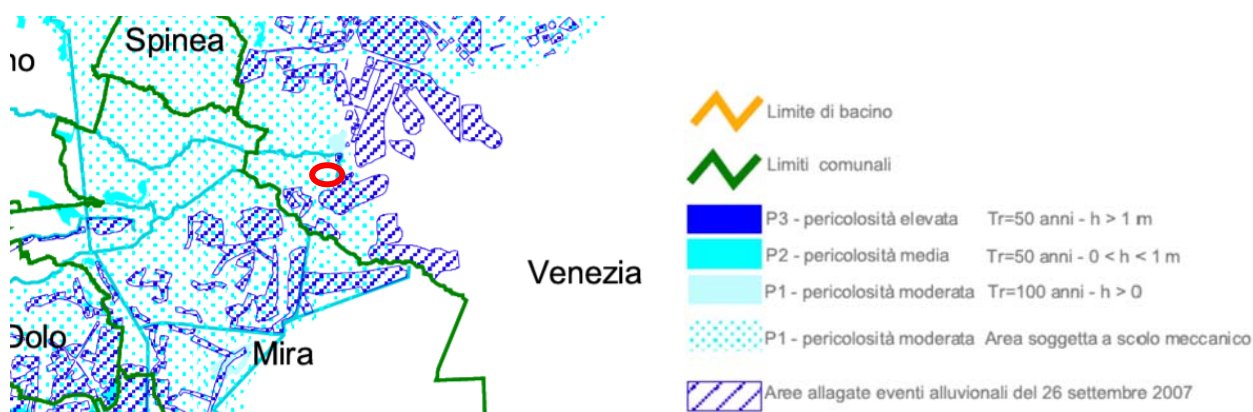 Spinea
no
Venezia
Dolo
Mira
Limite di bacino
Limiti comunali
P3 - pericolosità elevata Tr=50 anni - h > 1 m
P2 - pericolosità media Tr=50 anni - 0 < h < 1 m
P1 - pericolosità moderata Tr=100 anni - h > 0
P1 - pericolosità moderata Area soggetta a scolo meccanico
Aree allagate eventi alluvionali del 26 settembre 2007